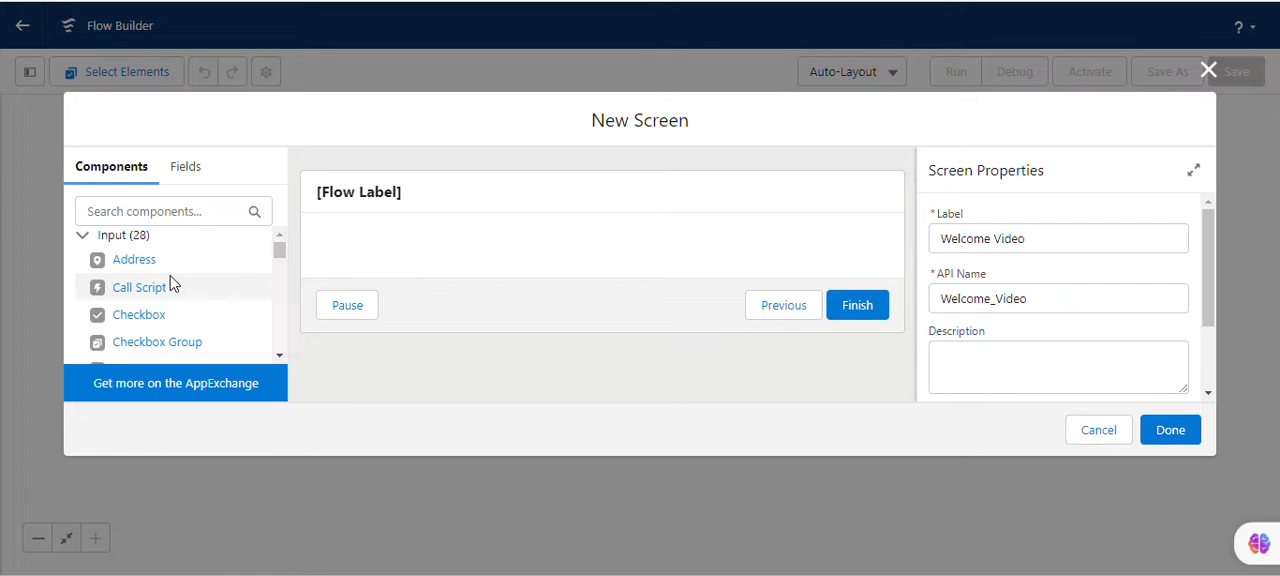 Flow Builder
?
Select Elements
Auto-Layout
Run
Debug
Activate
Save As
Save
New Screen
Components
Fields
Search components...
Input (28)
Address
Call Script
Checkbox
Checkbox Group
Get more on the AppExchange
[Flow Label]
Pause
Previous
Finish
Screen Properties
* Label
Welcome Video
* API Name
Welcome_Video
Description
Cancel
Done